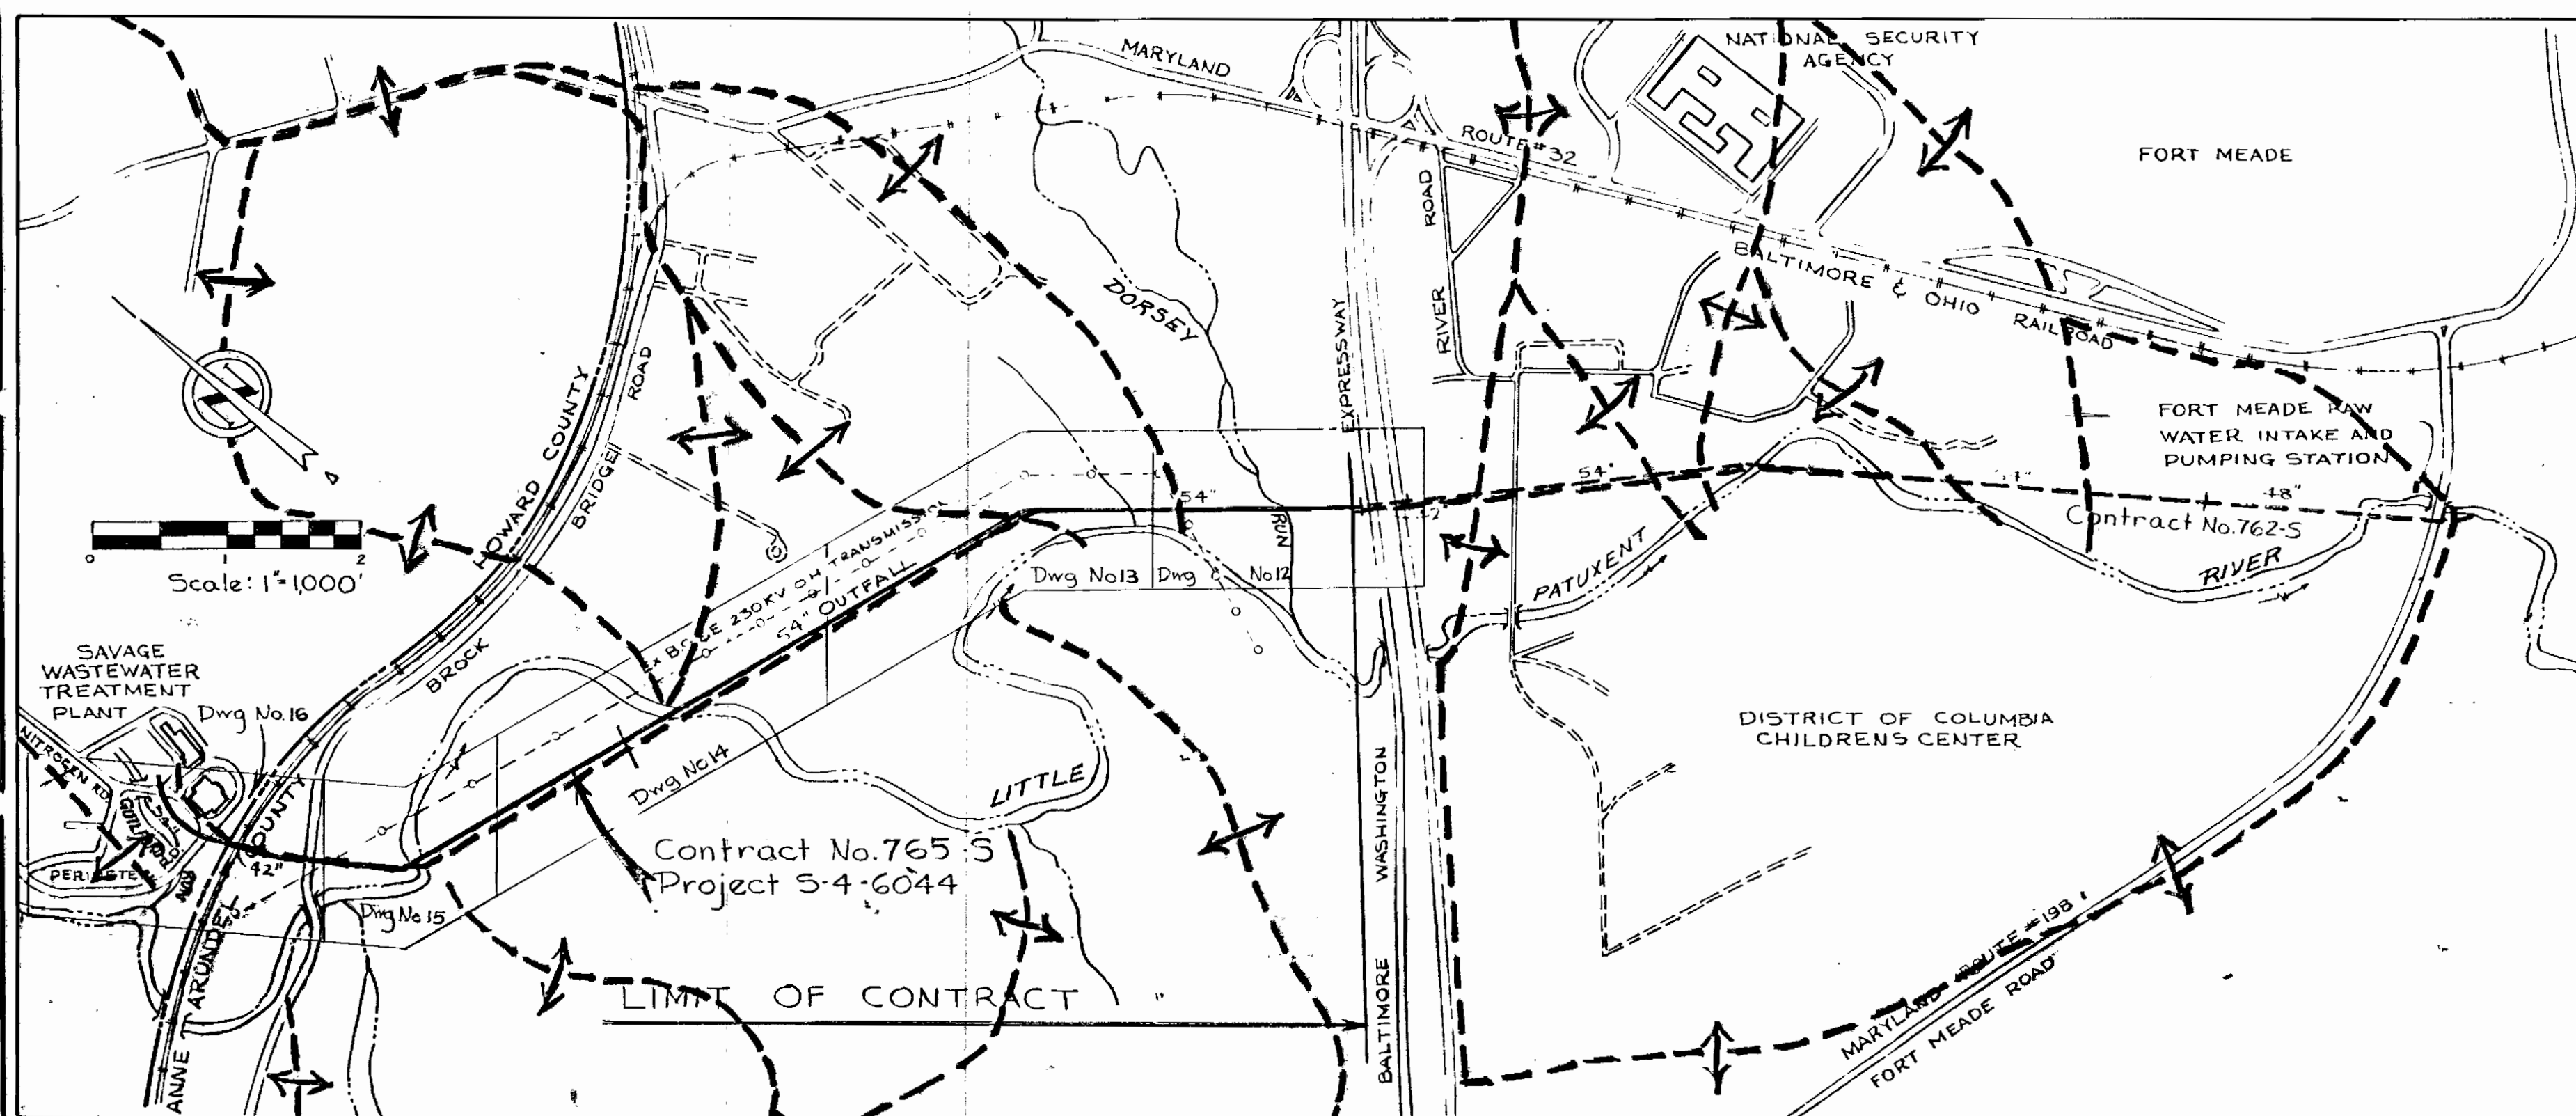 NATIONAL SECURITY
AGENCY
MARYLAND
ROUTE #32
FORT MEADE
BALTIMORE & OHIO RAILROAD
RIVER ROAD
DORSEY
RUN
EXPRESSWAY
HOWARD COUNTY
BROCK BRIDGE ROAD
0 1 2
Scale: 1"=1,000'
FORT MEADE RAW
WATER INTAKE AND
PUMPING STATION
54"
54"
48"
Contract No.762-S
PATUXENT
RIVER
230KV OH TRANSMISSION
54" OUTFALL
Dwg No13
Dwg No12
SAVAGE
WASTEWATER
TREATMENT
PLANT
Dwg No.16
NITROGEN RD.
54"
42"
Dwg No 15
Dwg No 14
LITTLE
Contract No.765-S
Project S-4-6044
DISTRICT OF COLUMBIA
CHILDRENS CENTER
LIMIT OF CONTRACT
BALTIMORE WASHINGTON
ANNE ARUNDEL COUNTY
MARYLAND ROUTE #198
FORT MEADE ROAD